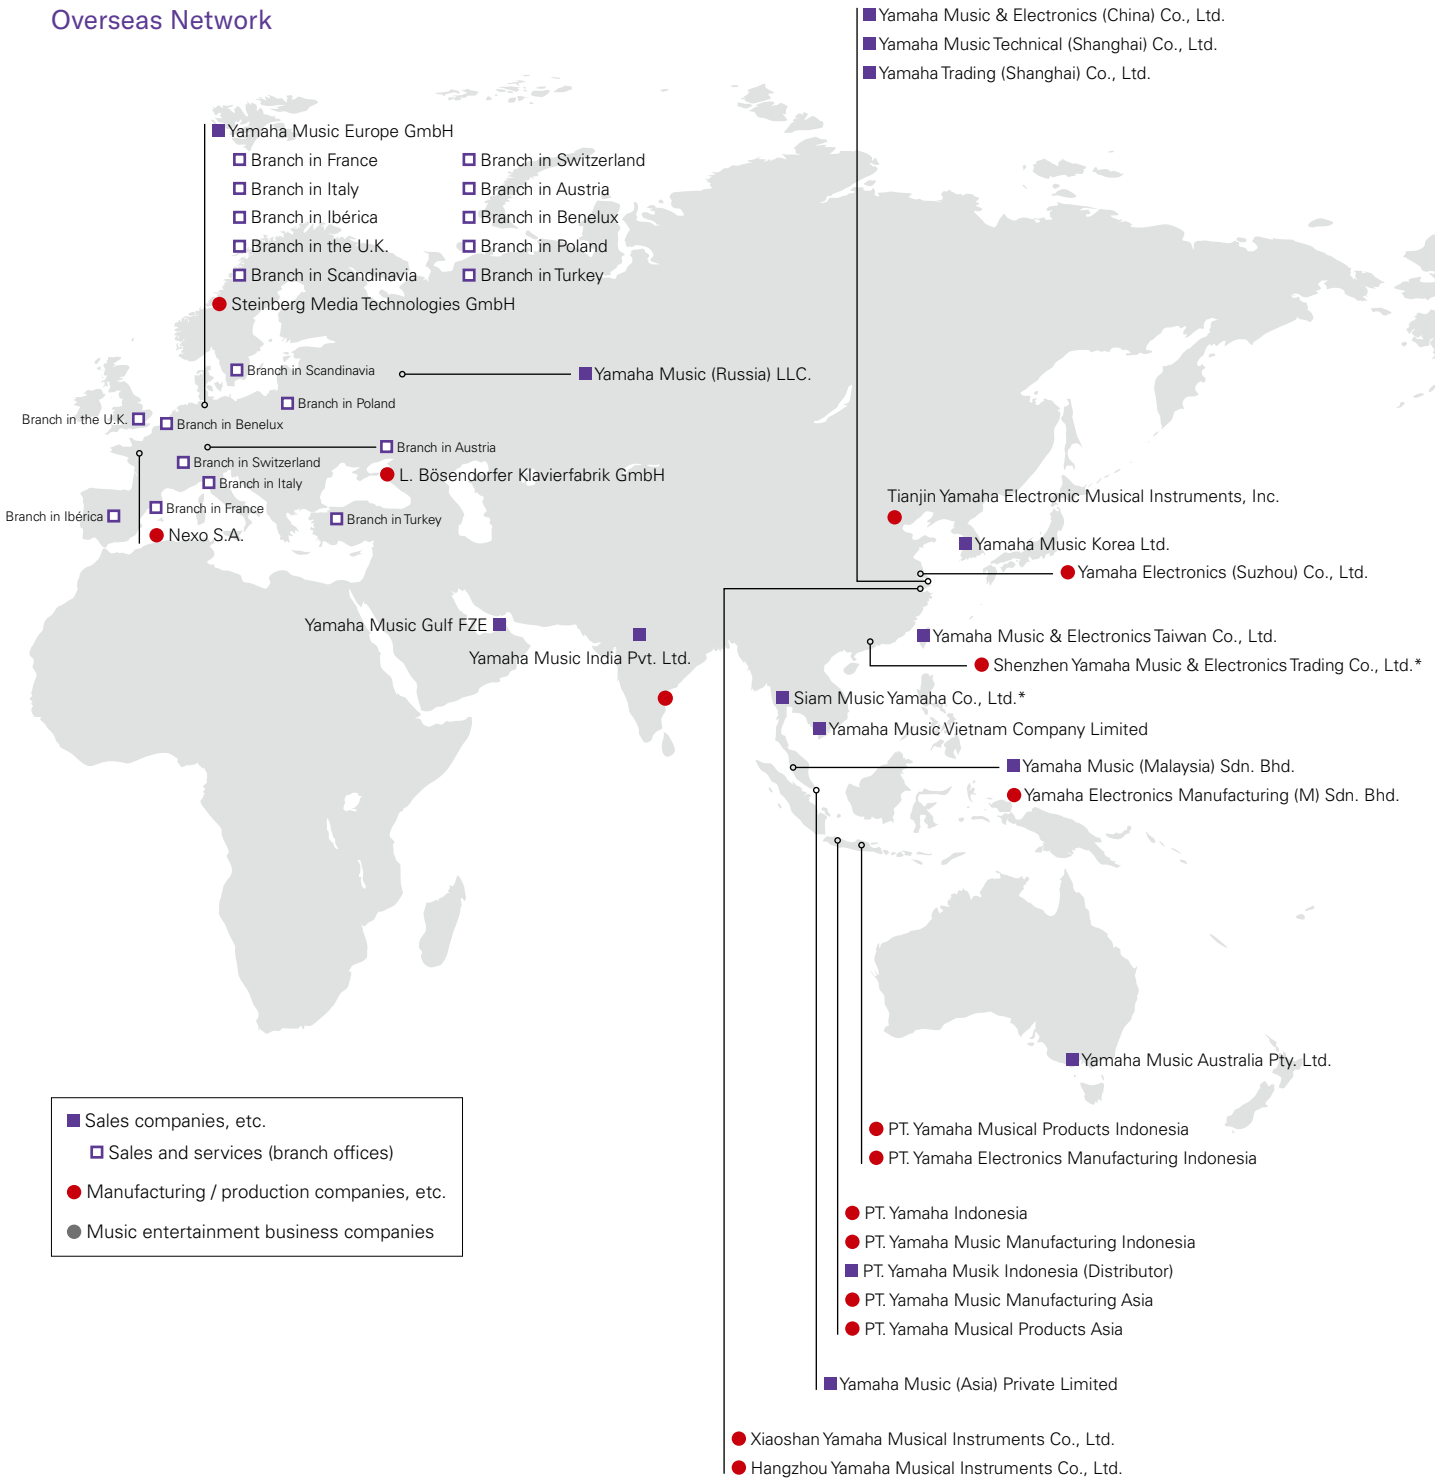 Overseas Network
Yamaha Music & Electronics (China) Co., Ltd.
Yamaha Music Technical (Shanghai) Co., Ltd.
Yamaha Trading (Shanghai) Co., Ltd.
Yamaha Music Europe GmbH
Branch in France
Branch in Switzerland
Branch in Italy
Branch in Austria
Branch in Ibérica
Branch in Benelux
Branch in the U.K.
Branch in Poland
Branch in Scandinavia
Branch in Turkey
Steinberg Media Technologies GmbH
Branch in Scandinavia
Yamaha Music (Russia) LLC.
Branch in Poland
Branch in the U.K.
Branch in Benelux
Branch in Austria
Branch in Switzerland
L. Bösendorfer Klavierfabrik GmbH
Branch in Italy
Branch in France
Branch in Ibérica
Branch in Turkey
Nexo S.A.
Tianjin Yamaha Electronic Musical Instruments, Inc.
Yamaha Music Korea Ltd.
Yamaha Electronics (Suzhou) Co., Ltd.
Yamaha Music Gulf FZE
Yamaha Music India Pvt. Ltd.
Yamaha Music & Electronics Taiwan Co., Ltd.
Shenzhen Yamaha Music & Electronics Trading Co., Ltd.*
Siam Music Yamaha Co., Ltd.*
Yamaha Music Vietnam Company Limited
Yamaha Music (Malaysia) Sdn. Bhd.
Yamaha Electronics Manufacturing (M) Sdn. Bhd.
Yamaha Music Australia Pty. Ltd.
Sales companies, etc.
Sales and services (branch offices)
Manufacturing / production companies, etc.
Music entertainment business companies
PT. Yamaha Musical Products Indonesia
PT. Yamaha Electronics Manufacturing Indonesia
PT. Yamaha Indonesia
PT. Yamaha Music Manufacturing Indonesia
PT. Yamaha Musik Indonesia (Distributor)
PT. Yamaha Music Manufacturing Asia
PT. Yamaha Musical Products Asia
Yamaha Music (Asia) Private Limited
Xiaoshan Yamaha Musical Instruments Co., Ltd.
Hangzhou Yamaha Musical Instruments Co., Ltd.